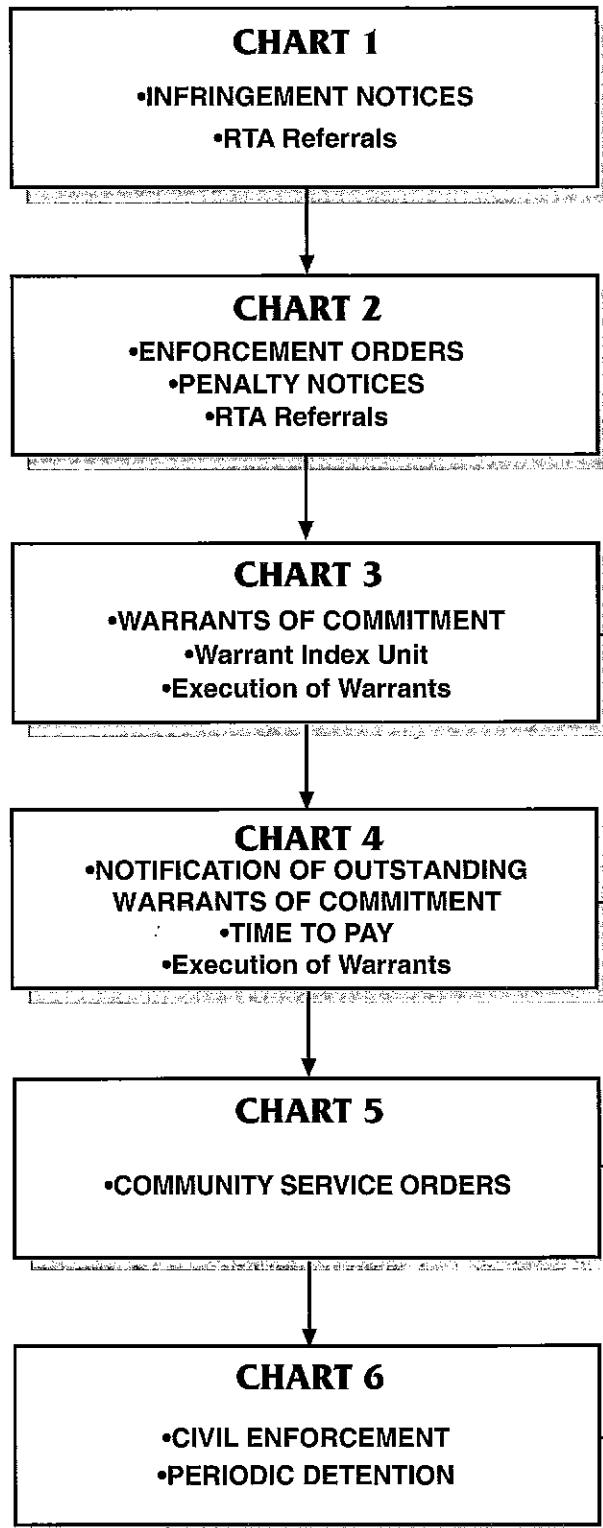 CHART 1
•INFRINGEMENT NOTICES
•RTA Referrals
CHART 2
•ENFORCEMENT ORDERS
•PENALTY NOTICES
•RTA Referrals
CHART 3
•WARRANTS OF COMMITMENT
•Warrant Index Unit
•Execution of Warrants
CHART 4
•NOTIFICATION OF OUTSTANDING
WARRANTS OF COMMITMENT
•TIME TO PAY
•Execution of Warrants
CHART 5
•COMMUNITY SERVICE ORDERS
CHART 6
•CIVIL ENFORCEMENT
•PERIODIC DETENTION